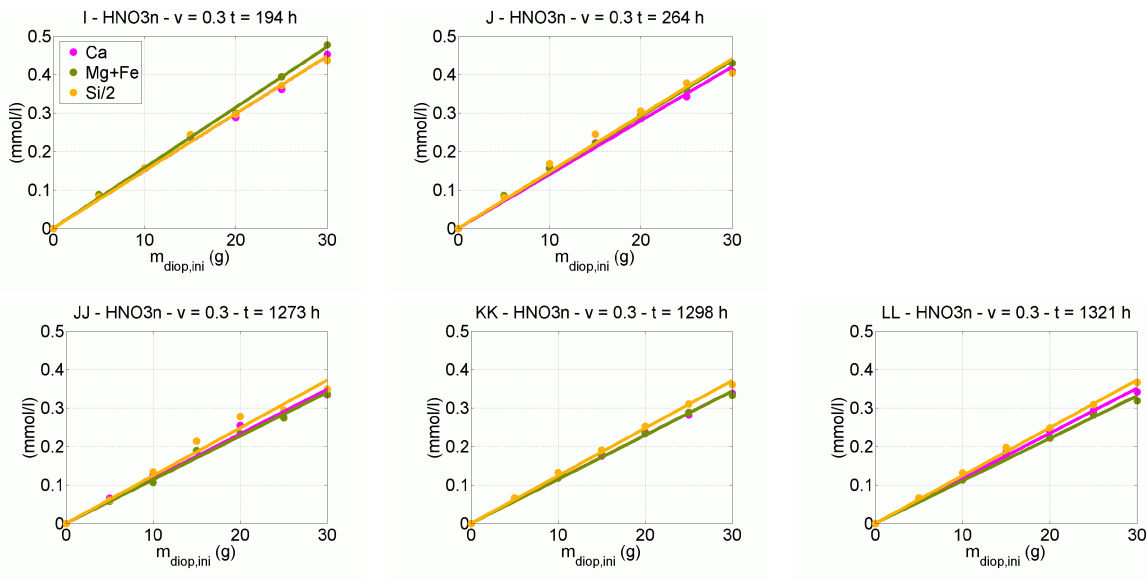 I - HNO3n - v = 0.3 t = 194 h
J - HNO3n - v = 0.3 t = 264 h
0.5
0.4
0.3
0.2
0.1
0
(mmol/l)
Ca
Mg+Fe
Si/2
0 10 20 30
m_diop,ini (g)
0.5
0.4
0.3
0.2
0.1
0
(mmol/l)
0 10 20 30
m_diop,ini (g)
JJ - HNO3n - v = 0.3 - t = 1273 h
KK - HNO3n - v = 0.3 - t = 1298 h
LL - HNO3n - v = 0.3 - t = 1321 h
0.5
0.4
0.3
0.2
0.1
0
(mmol/l)
0 10 20 30
m_diop,ini (g)
0.5
0.4
0.3
0.2
0.1
0
(mmol/l)
0 10 20 30
m_diop,ini (g)
0.5
0.4
0.3
0.2
0.1
0
(mmol/l)
0 10 20 30
m_diop,ini (g)